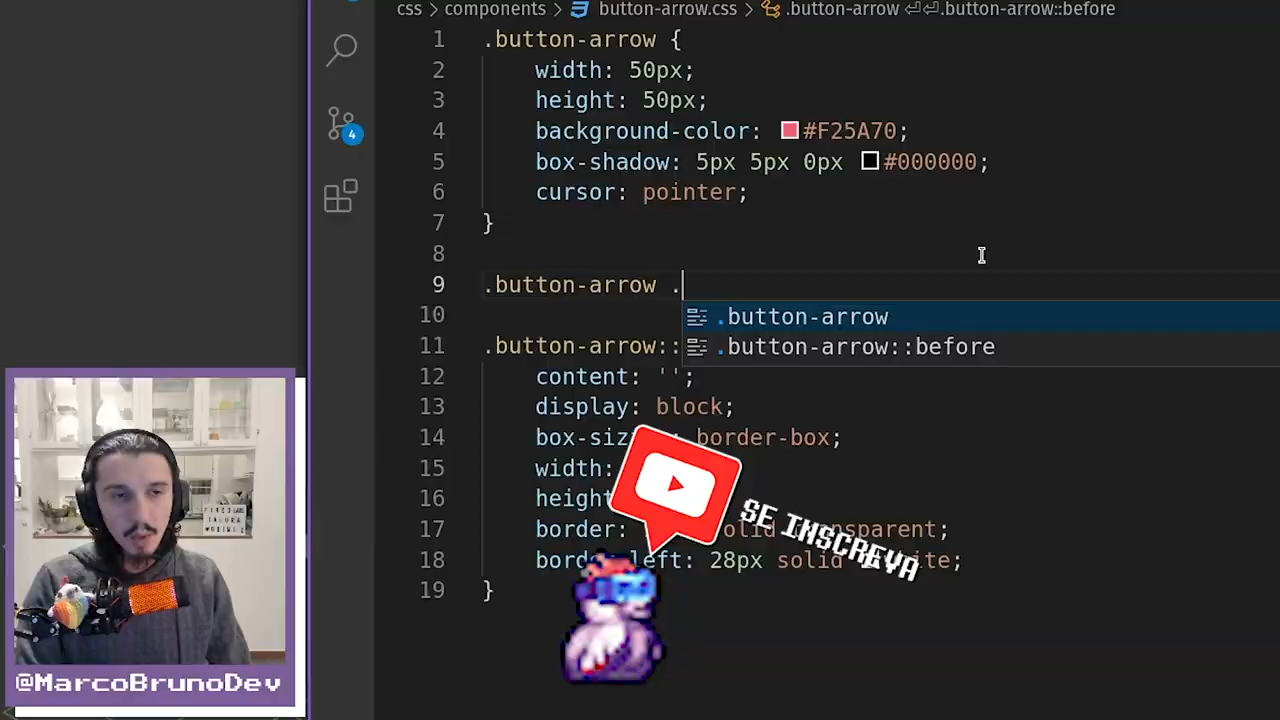 css > components > button-arrow.css > .button-arrow ⏎⏎.button-arrow::before
1 .button-arrow {
2 width: 50px;
3 height: 50px;
4 background-color: #F25A70;
5 box-shadow: 5px 5px 0px #000000;
6 cursor: pointer;
7 }
8
9 .button-arrow .
.button-arrow
10
.button-arrow::before
11 .button-arrow::
12 content: '';
13 display: block;
14 border-box;
15 width:
16 height
17 border: transparent;
18 28px solid
19 }
4
SE INSCREVA
@MarcoBrunoDev